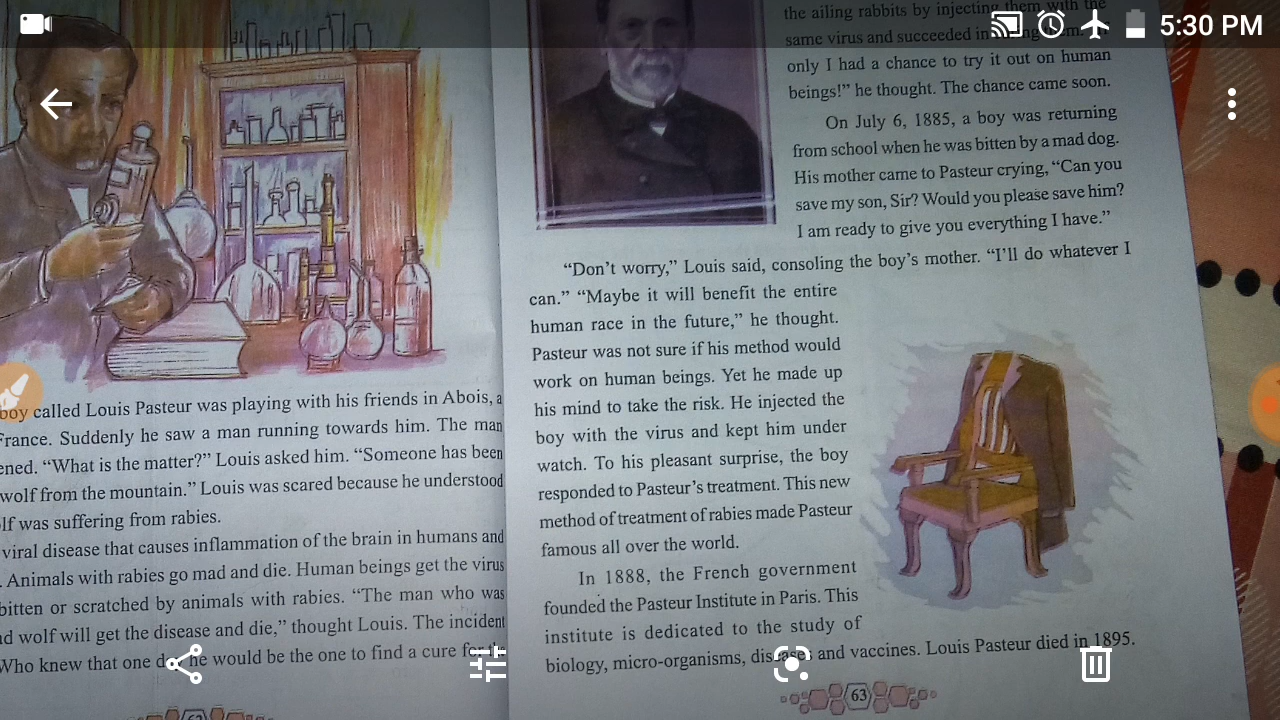 5:30 PM
boy called Louis Pasteur was playing with his friends in Abois, a
France. Suddenly he saw a man running towards him. The man
ened. “What is the matter?” Louis asked him. “Someone has been
wolf from the mountain.” Louis was scared because he understood
lf was suffering from rabies.
viral disease that causes inflammation of the brain in humans and
. Animals with rabies go mad and die. Human beings get the virus
bitten or scratched by animals with rabies. “The man who was
ad wolf will get the disease and die,” thought Louis. The incident
Who knew that one he would be the one to find a cure for
the ailing rabbits by injecting them with the
same virus and succeeded in
only I had a chance to try it out on human
beings!” he thought. The chance came soon.
On July 6, 1885, a boy was returning
from school when he was bitten by a mad dog.
His mother came to Pasteur crying, “Can you
save my son, Sir? Would you please save him?
I am ready to give you everything I have.”
“Don’t worry,” Louis said, consoling the boy’s mother. “I’ll do whatever I
can.” “Maybe it will benefit the entire
human race in the future,” he thought.
Pasteur was not sure if his method would
work on human beings. Yet he made up
his mind to take the risk. He injected the
boy with the virus and kept him under
watch. To his pleasant surprise, the boy
responded to Pasteur’s treatment. This new
method of treatment of rabies made Pasteur
famous all over the world.
In 1888, the French government
founded the Pasteur Institute in Paris. This
institute is dedicated to the study of
biology, micro-organisms, diseases and vaccines. Louis Pasteur died in 1895.
63